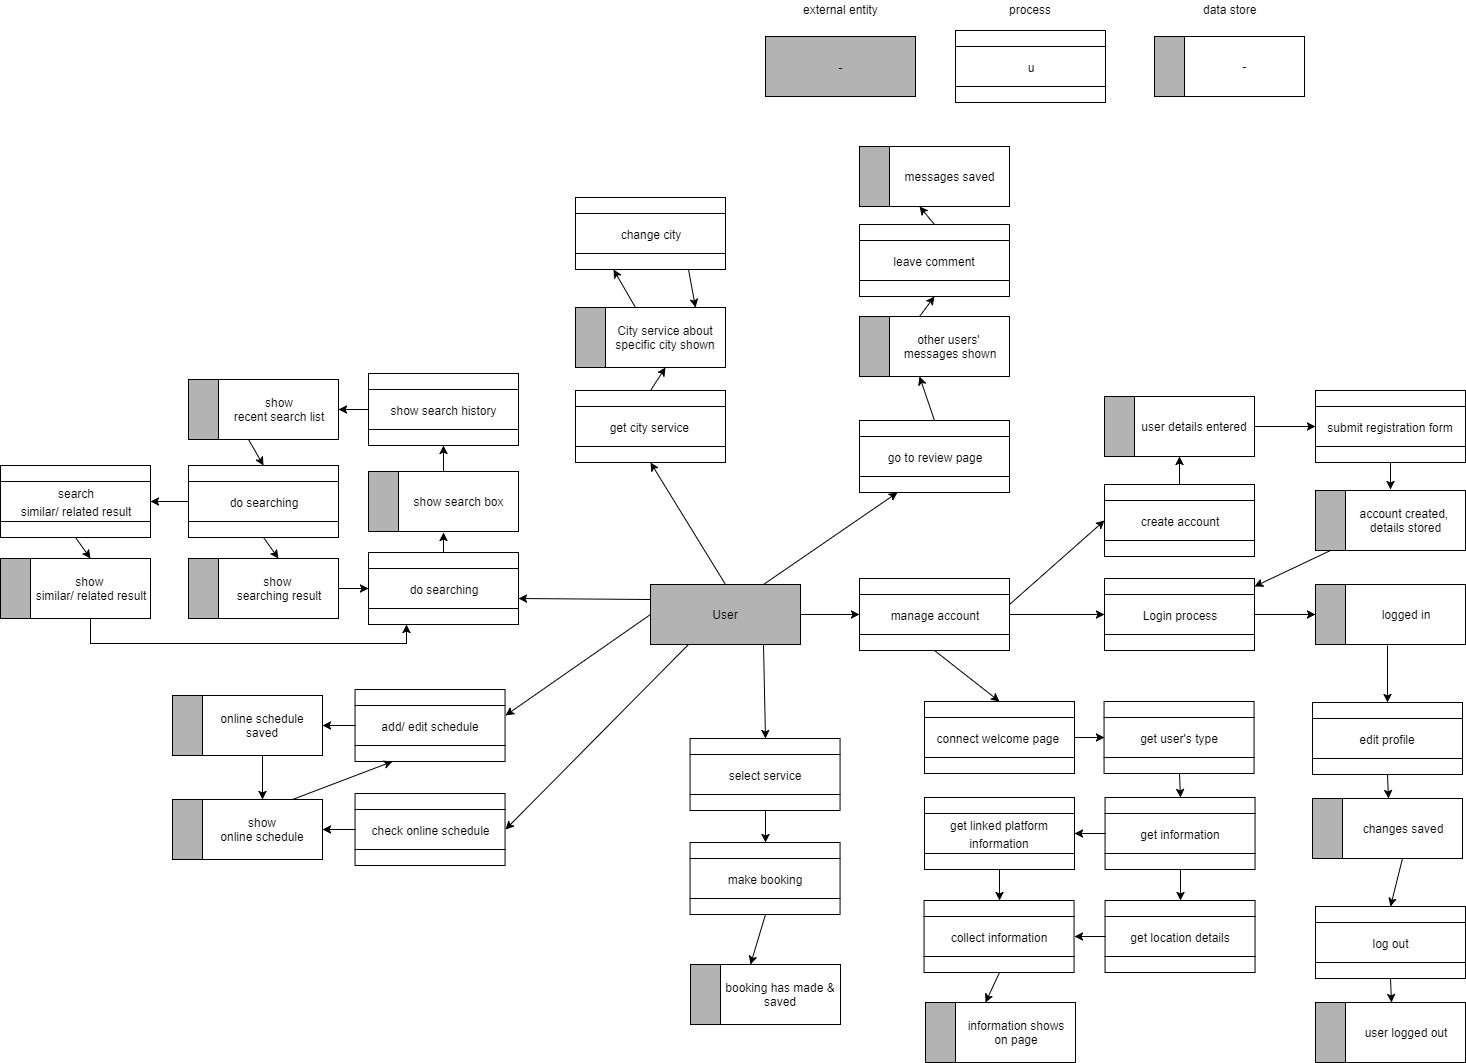 external entity
process
data store
-
u
-
messages saved
change city
leave comment
City service about
specific city shown
other users'
messages shown
show
recent search list
show search history
get city service
user details entered
submit registration form
go to review page
search
similar/ related result
do searching
show search box
create account
account created,
details stored
show
similar/ related result
show
searching result
do searching
User
manage account
Login process
logged in
online schedule
saved
add/ edit schedule
connect welcome page
get user's type
edit profile
select service
show
online schedule
check online schedule
get linked platform
information
get information
changes saved
make booking
collect information
get location details
log out
booking has made &
saved
information shows
on page
user logged out